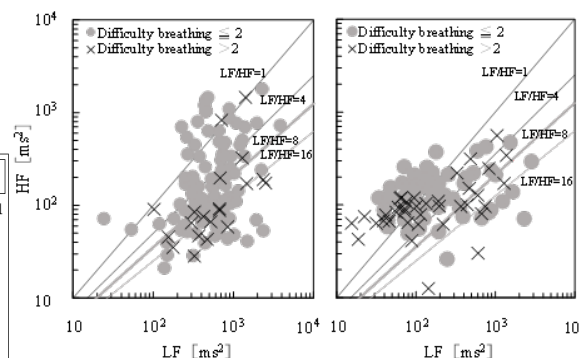 Difficulty breathing ≦ 2
Difficulty breathing > 2
LF/HF=1
LF/HF=4
LF/HF=8
LF/HF=16
10⁴
10³
10²
10
HF [ms²]
10
10²
10³
10⁴
LF [ms²]
Difficulty breathing ≦ 2
Difficulty breathing > 2
LF/HF=1
LF/HF=4
LF/HF=8
LF/HF=16
10
10²
10³
LF [ms²]